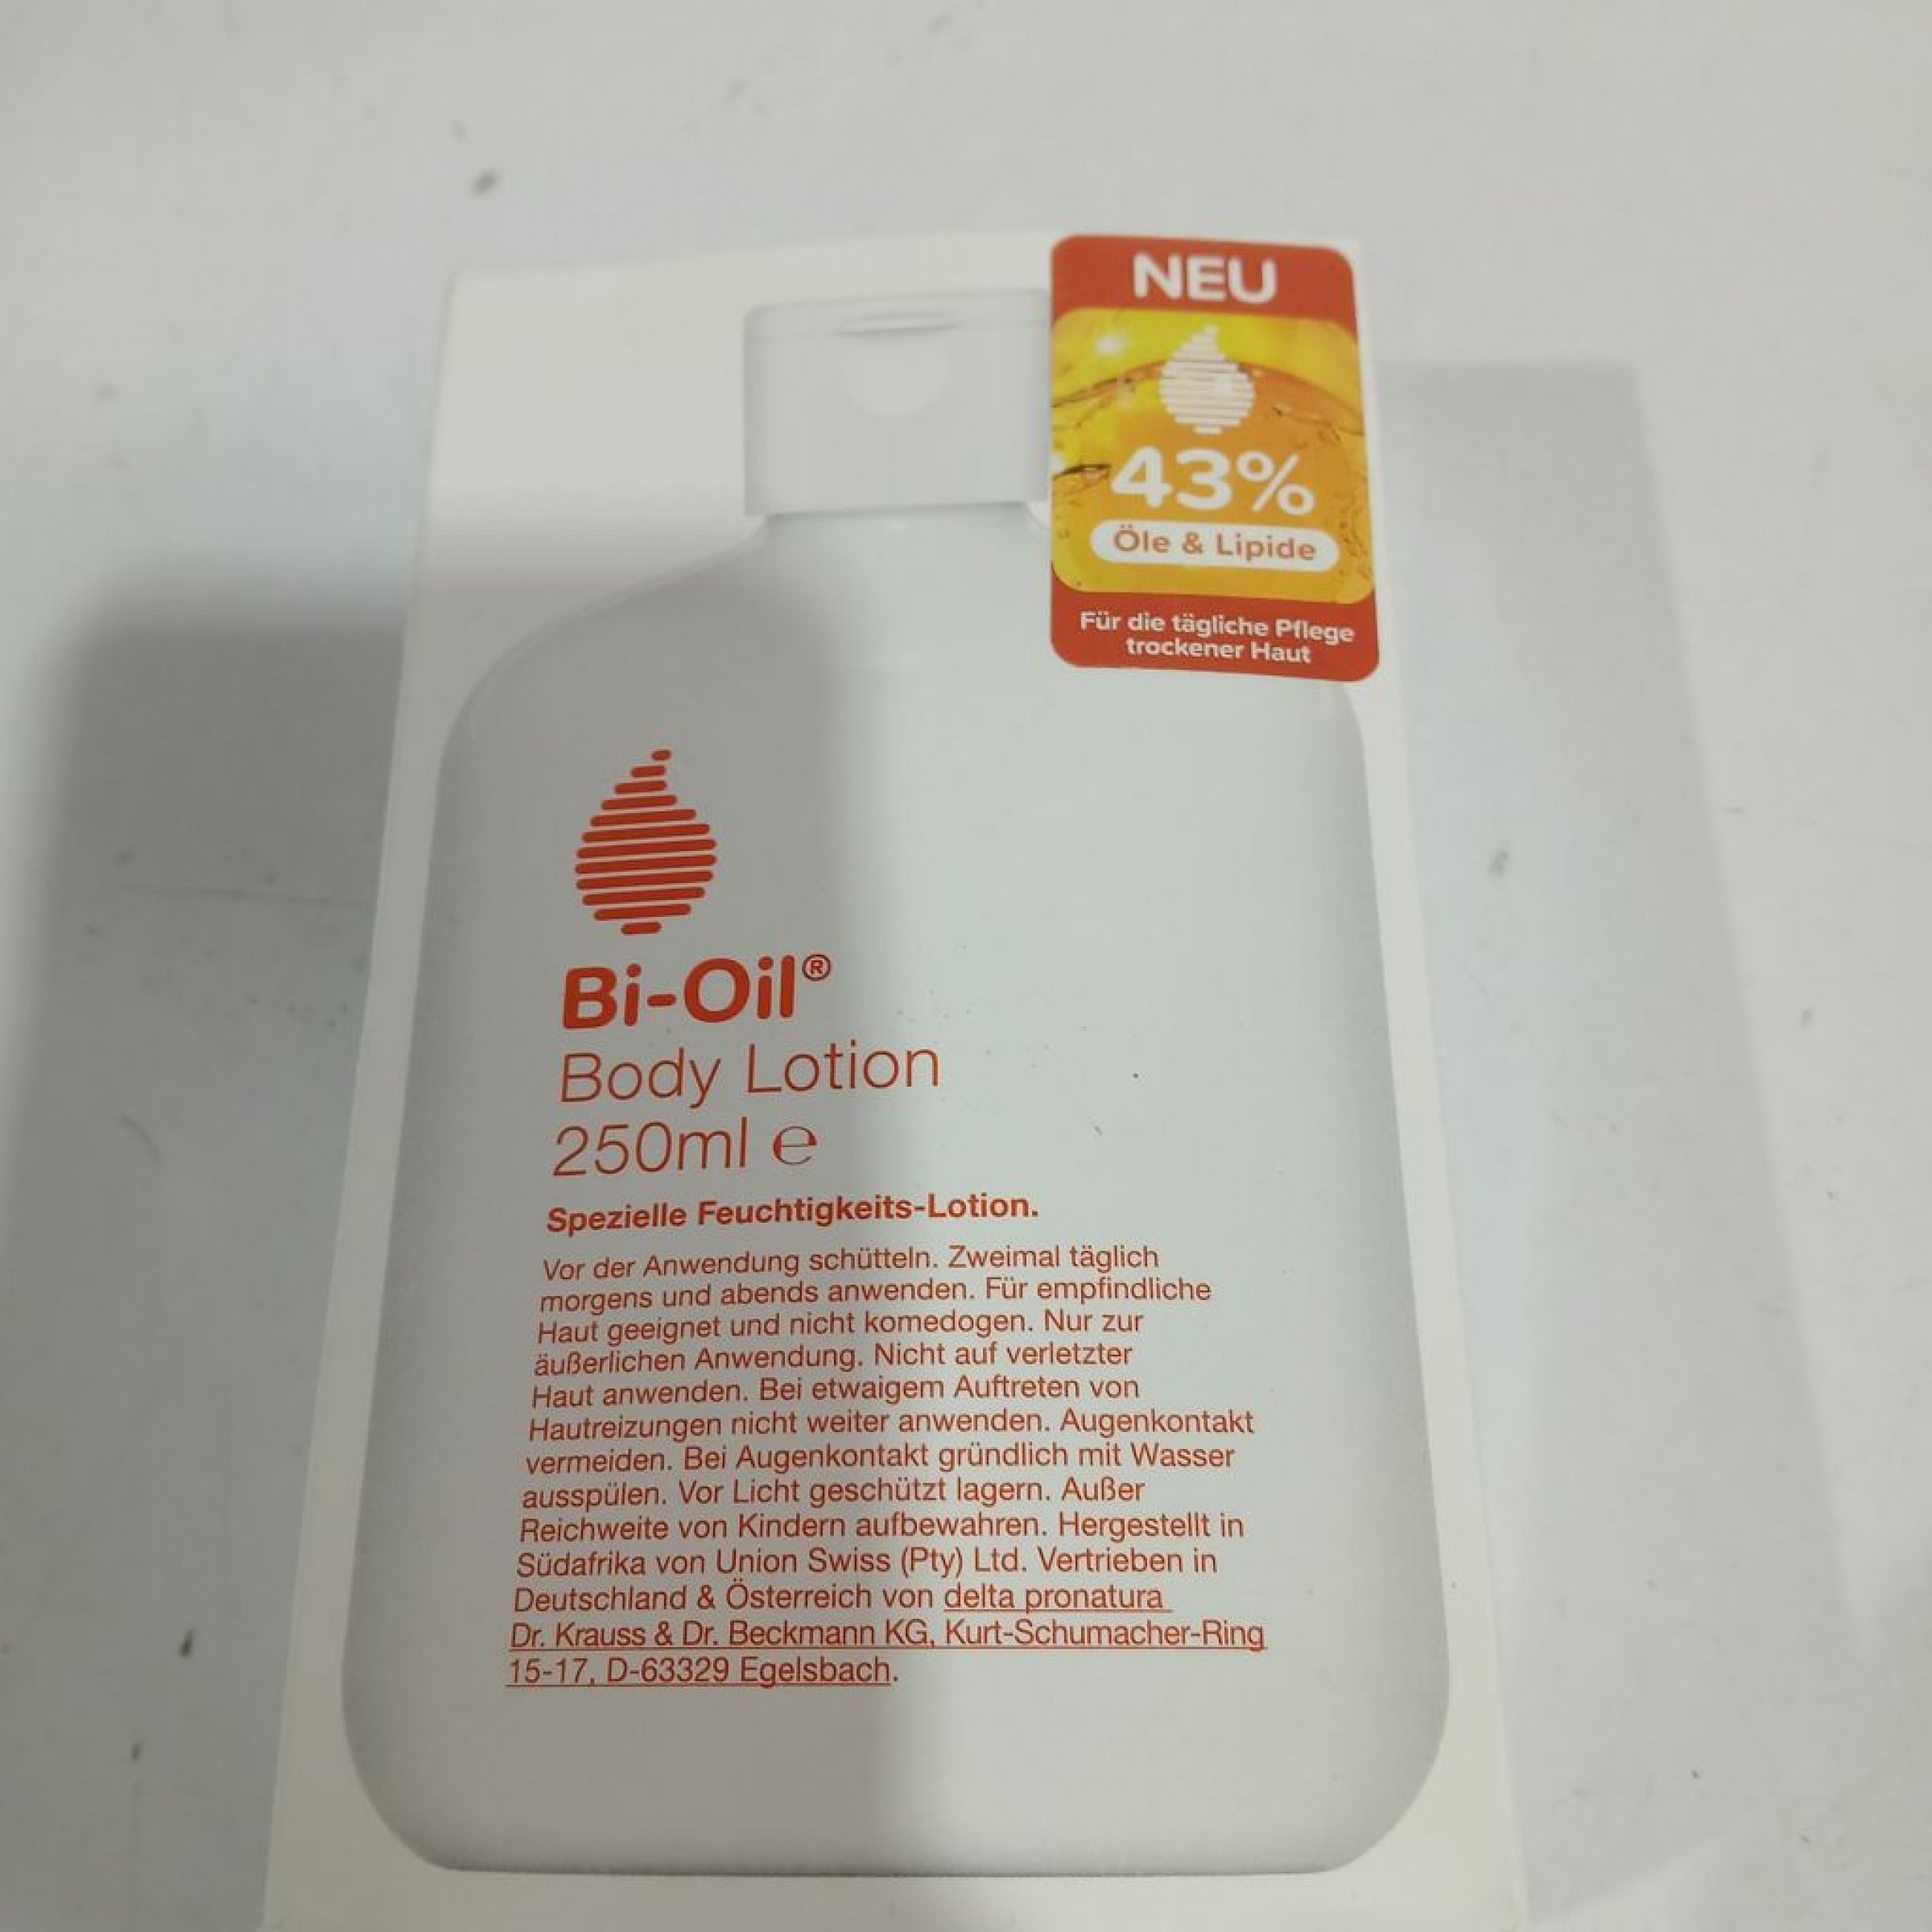 NEU
43%
Öle & Lipide
Für die tägliche Pflege
trockener Haut
Bi-Oil®
Body Lotion
250ml ℮
Spezielle Feuchtigkeits-Lotion.
Vor der Anwendung schütteln. Zweimal täglich
morgens und abends anwenden. Für empfindliche
Haut geeignet und nicht komedogen. Nur zur
äußerlichen Anwendung. Nicht auf verletzter
Haut anwenden. Bei etwaigem Auftreten von
Hautreizungen nicht weiter anwenden. Augenkontakt
vermeiden. Bei Augenkontakt gründlich mit Wasser
ausspülen. Vor Licht geschützt lagern. Außer
Reichweite von Kindern aufbewahren. Hergestellt in
Südafrika von Union Swiss (Pty) Ltd. Vertrieben in
Deutschland & Österreich von delta pronatura
Dr. Krauss & Dr. Beckmann KG, Kurt-Schumacher-Ring
15-17, D-63329 Egelsbach.